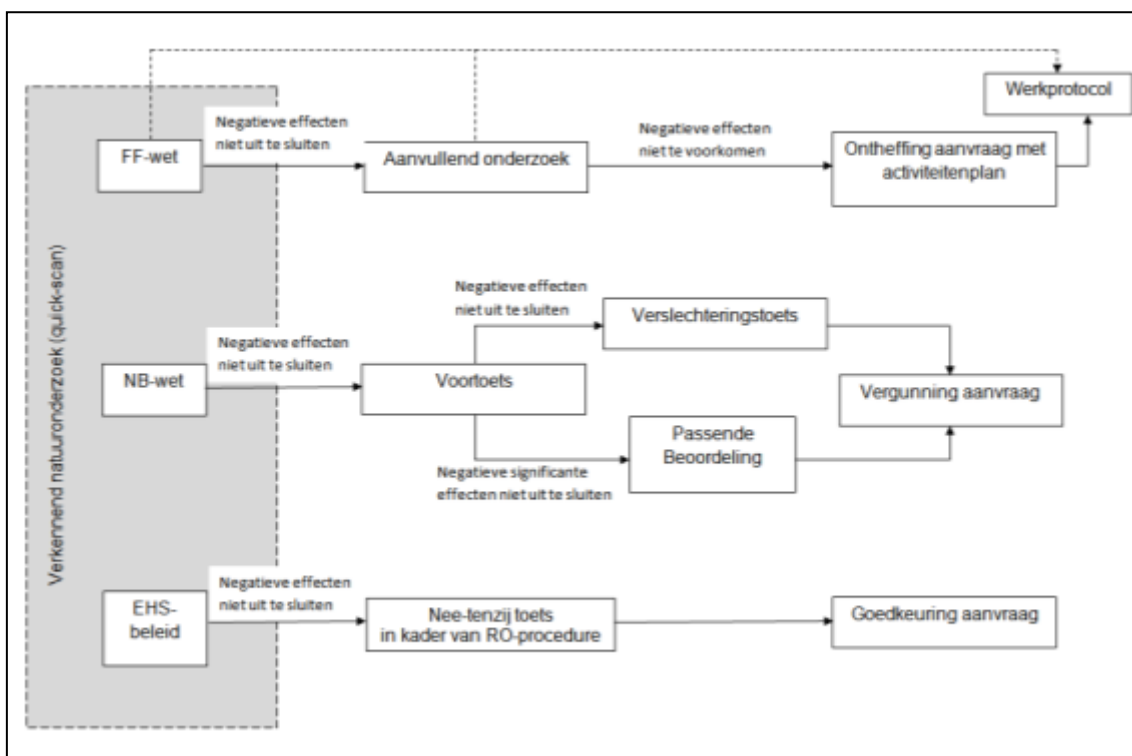 Werkprotocol
Negatieve effecten
niet uit te sluiten
Negatieve effecten
niet te voorkomen
FF-wet
Aanvullend onderzoek
Ontheffing aanvraag met
activiteitenplan
Verkennend natuuronderzoek (quick-scan)
Negatieve effecten
niet uit te sluiten
Verslechteringstoets
Negatieve effecten
niet uit te sluiten
NB-wet
Voortoets
Vergunning aanvraag
Passende
Beoordeling
Negatieve significante
effecten niet uit te sluiten
Negatieve effecten
niet uit te sluiten
EHS-
beleid
Nee-tenzij toets
in kader van RO-procedure
Goedkeuring aanvraag